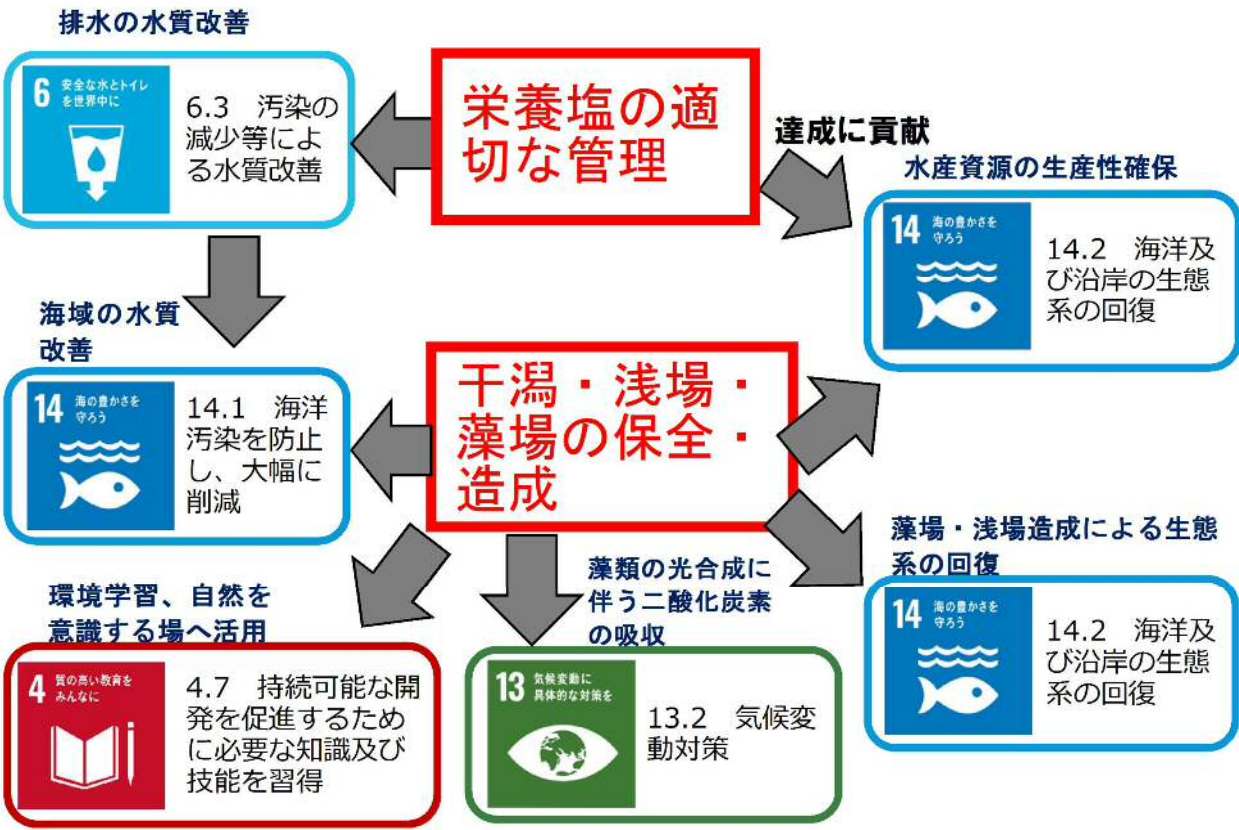 排水の水質改善
6 安全な水とトイレ
を世界中に
6.3　汚染の
減少等によ
る水質改善
栄養塩の適
切な管理
達成に貢献
水産資源の生産性確保
14 海の豊かさを
守ろう
14.2　海洋及
び沿岸の生態
系の回復
海域の水質
改善
14 海の豊かさを
守ろう
14.1　海洋
汚染を防止
し、大幅に
削減
干潟・浅場・
藻場の保全・
造成
藻場・浅場造成による生態
系の回復
14 海の豊かさを
守ろう
14.2　海洋及
び沿岸の生態
系の回復
環境学習、自然を
意識する場へ活用
4 質の高い教育を
みんなに
4.7　持続可能な開
発を促進するため
に必要な知識及び
技能を習得
藻類の光合成に
伴う二酸化炭素
の吸収
13 気候変動に
具体的な対策を
13.2　気候変
動対策